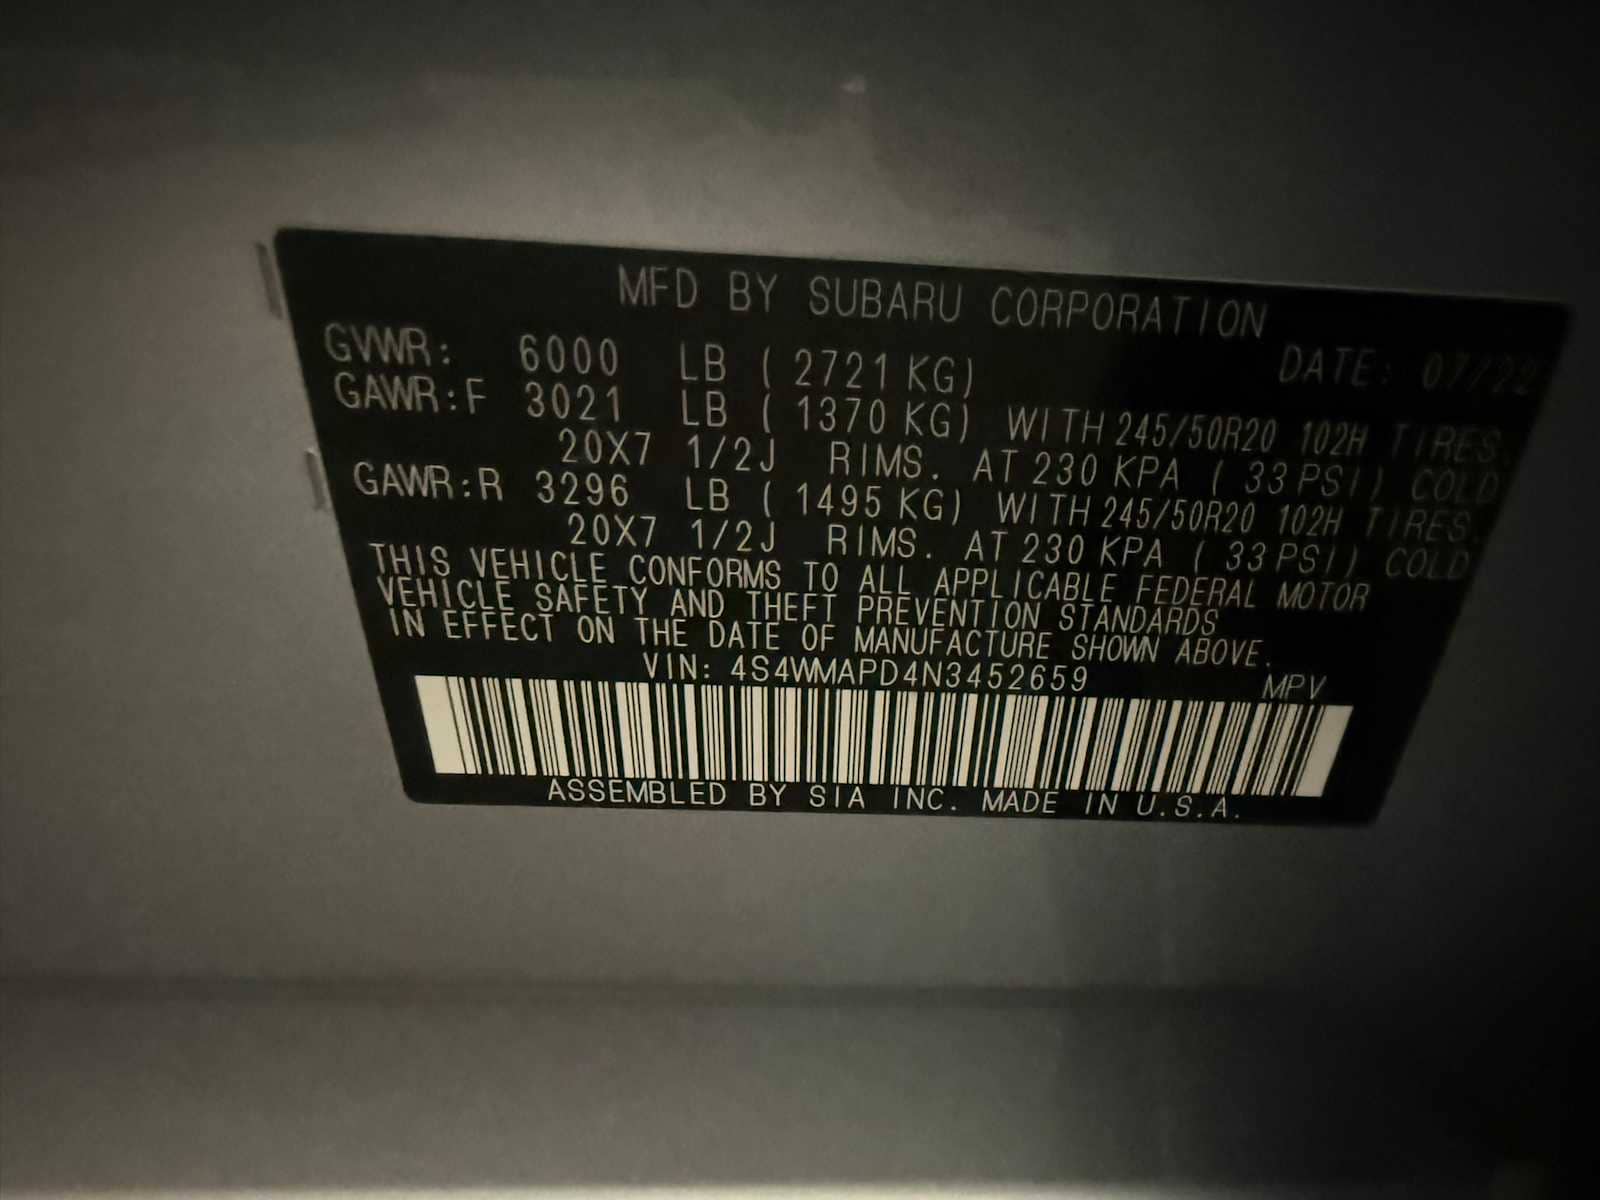 MFD BY SUBARU CORPORATION
GVWR: 6000 LB ( 2721 KG) DATE: 07/22
GAWR:F 3021 LB ( 1370 KG) WITH 245/50R20 102H TIRES,
20X7 1/2J RIMS. AT 230 KPA ( 33 PSI) COLD
GAWR:R 3296 LB ( 1495 KG) WITH 245/50R20 102H TIRES.
20X7 1/2J RIMS. AT 230 KPA ( 33 PSI) COLD
THIS VEHICLE CONFORMS TO ALL APPLICABLE FEDERAL MOTOR
VEHICLE SAFETY AND THEFT PREVENTION STANDARDS
IN EFFECT ON THE DATE OF MANUFACTURE SHOWN ABOVE.
VIN: 4S4WMAPD4N3452659 MPV
ASSEMBLED BY SIA INC. MADE IN U.S.A.